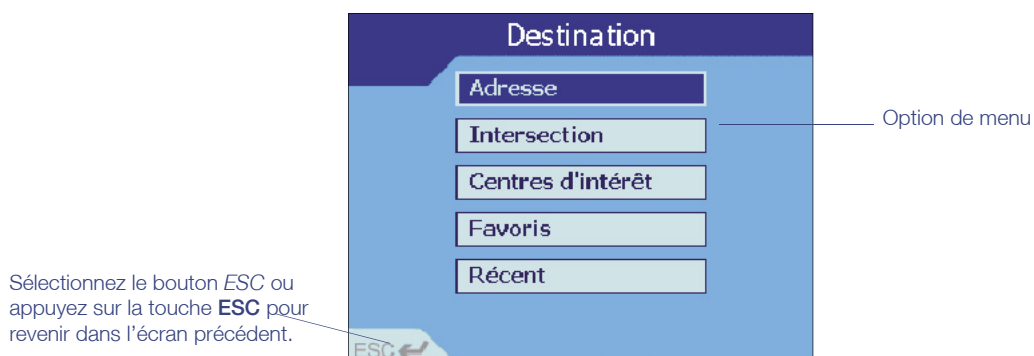 Destination
Adresse
Intersection
Option de menu
Centres d'intérêt
Favoris
Récent
Sélectionnez le bouton ESC ou
appuyez sur la touche ESC pour
revenir dans l’écran précédent.
ESC